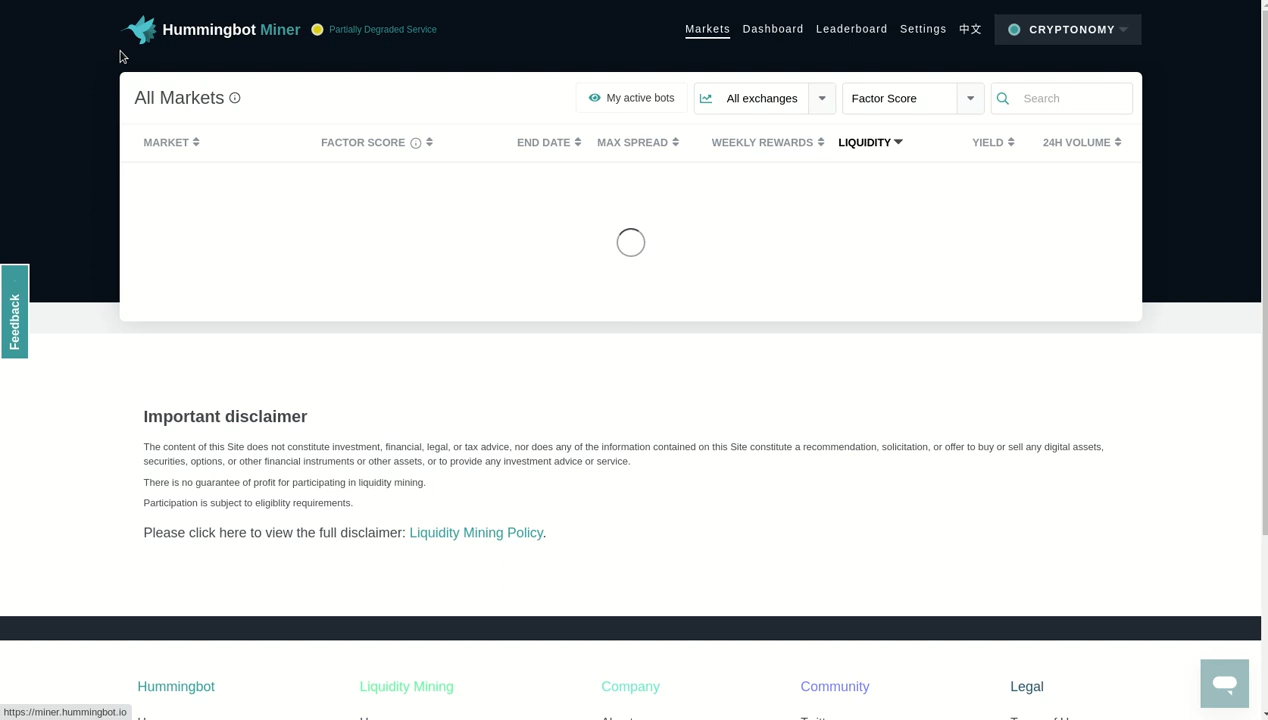 Hummingbot Miner
Partially Degraded Service
Markets
Dashboard
Leaderboard
Settings
中文
CRYPTONOMY
All Markets
My active bots
All exchanges
Factor Score
Search
MARKET
FACTOR SCORE
END DATE
MAX SPREAD
WEEKLY REWARDS
LIQUIDITY
YIELD
24H VOLUME
Feedback
Important disclaimer
The content of this Site does not constitute investment, financial, legal, or tax advice, nor does any of the information contained on this Site constitute a recommendation, solicitation, or offer to buy or sell any digital assets,
securities, options, or other financial instruments or other assets, or to provide any investment advice or service.
There is no guarantee of profit for participating in liquidity mining.
Participation is subject to eligiblity requirements.
Please click here to view the full disclaimer: Liquidity Mining Policy.
Hummingbot
Liquidity Mining
Company
Community
Legal
https://miner.hummingbot.io